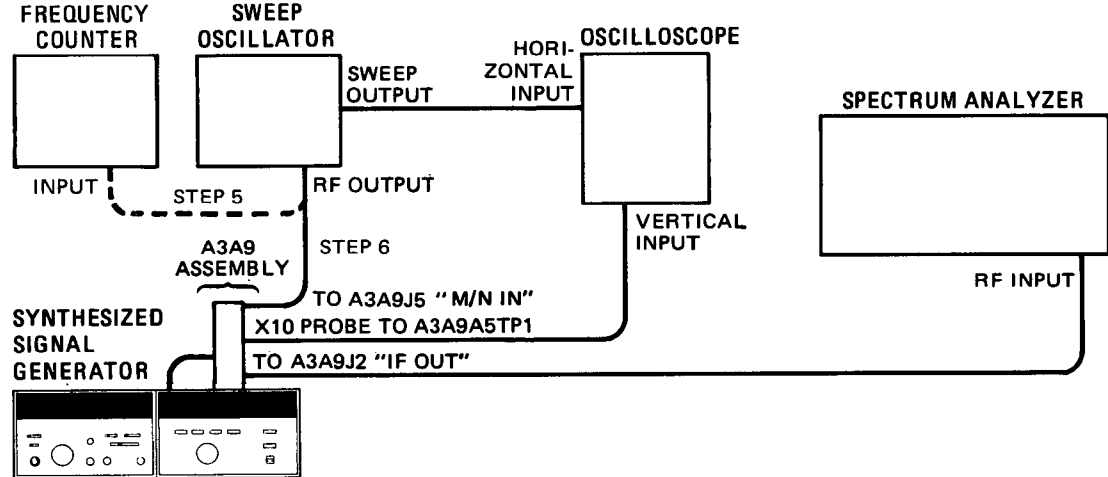 FREQUENCY
COUNTER
SWEEP
OSCILLATOR
OSCILLOSCOPE
HORI-
ZONTAL
INPUT
SWEEP
OUTPUT
SPECTRUM ANALYZER
INPUT
STEP 5
RF OUTPUT
VERTICAL
INPUT
A3A9
ASSEMBLY
STEP 6
RF INPUT
TO A3A9J5 "M/N IN"
SYNTHESIZED
SIGNAL
GENERATOR
X10 PROBE TO A3A9A5TP1
TO A3A9J2 "IF OUT"